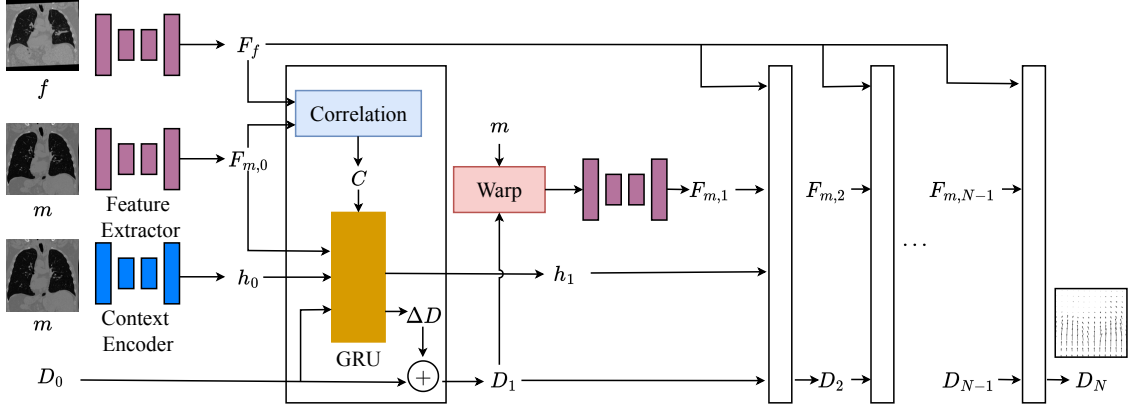 f
m
m
Feature
Extractor
Context
Encoder
D_0
F_f
F_{m,0}
h_0
Correlation
C
GRU
ΔD
+
D_1
m
Warp
F_{m,1}
h_1
D_2
F_{m,2}
...
F_{m,N−1}
D_{N−1}
D_N